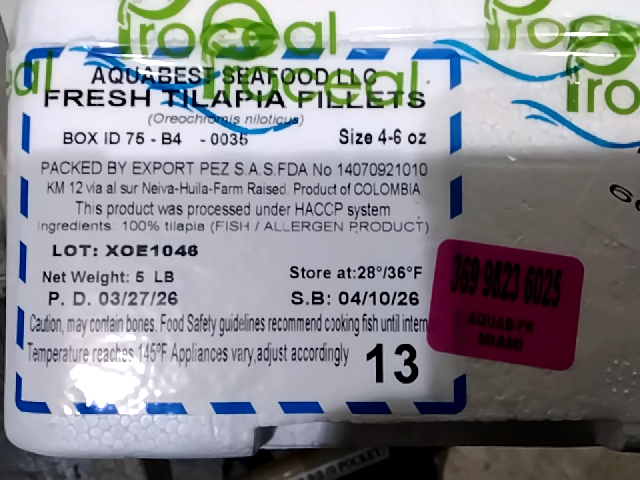 Proceal
Proceal
AQUABEST SEAFOOD LLC
FRESH TILAPIA FILLETS
(Oreochromis niloticus)
BOX ID 75 - B4 - 0035 Size 4-6 oz
PACKED BY EXPORT PEZ S.A.S.FDA No 14070921010
KM 12 via al sur Neiva-Huila-Farm Raised. Product of COLOMBIA
This product was processed under HACCP system
Ingredients: 100% tilapia (FISH / ALLERGEN PRODUCT)
LOT: XOE1046
Net Weight: 5 LB Store at:28°/36°F
P. D. 03/27/26 S.B: 04/10/26
Caution, may contain bones. Food Safety guidelines recommend cooking fish until intern
Temperature reaches 145°F Appliances vary,adjust accordingly 13
369 9823 6025
AQUAB-PR
MIAMI